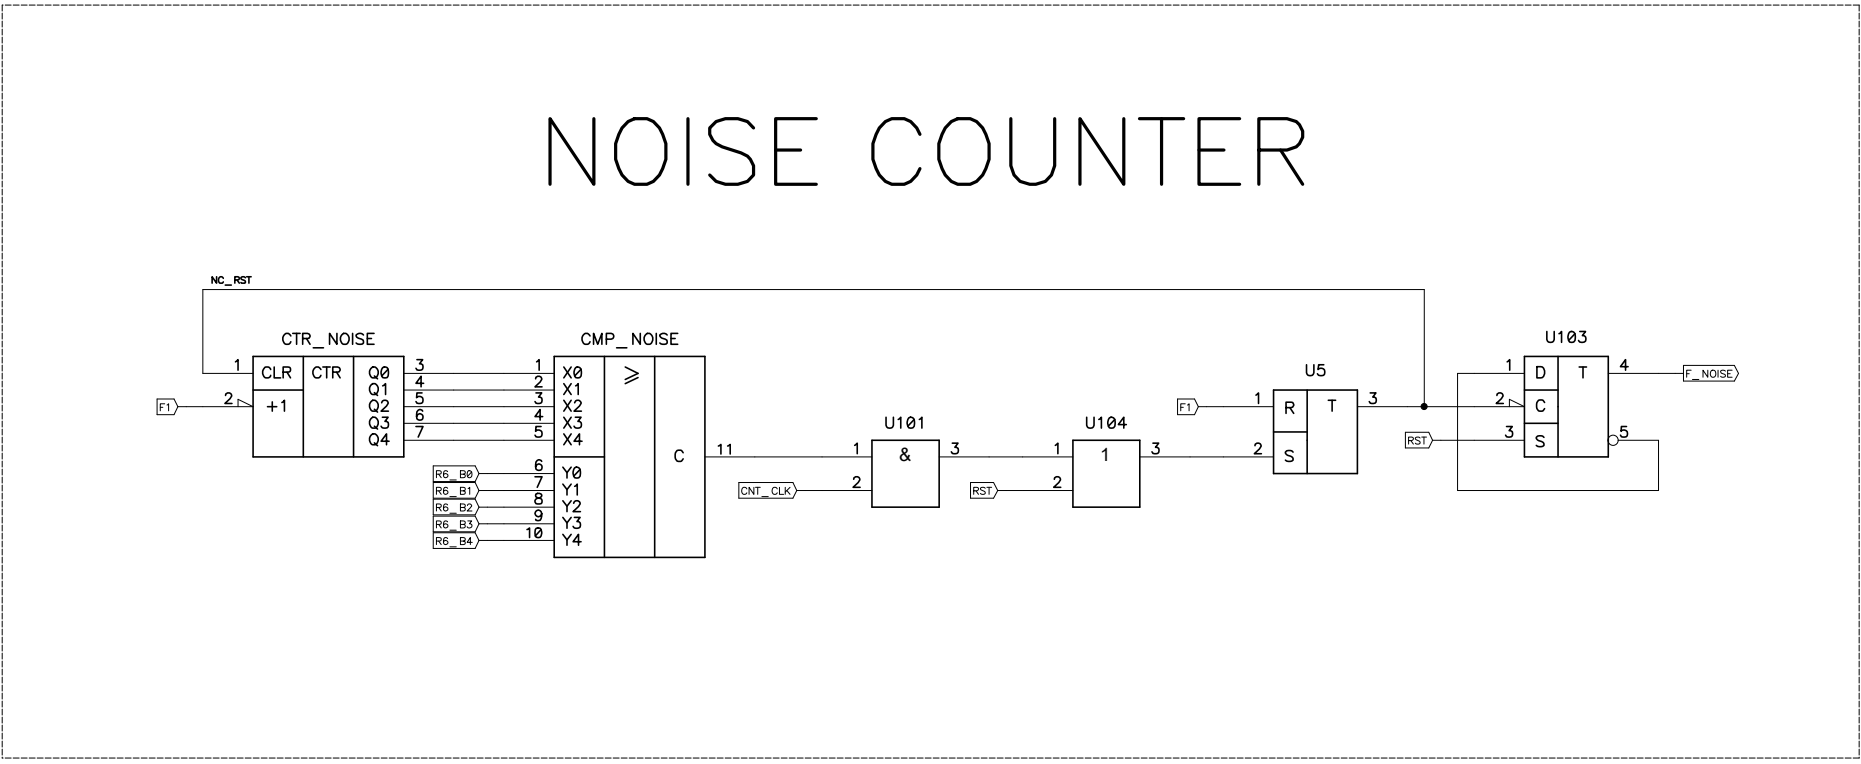 NOISE COUNTER
NC_RST
CTR_NOISE
1 CLR CTR Q0 3
F1 2 +1 Q1 4
Q2 5
Q3 6
Q4 7
CMP_NOISE
1 X0 ⩾
2 X1
3 X2
4 X3
5 X4
C 11
R6_B0 6 Y0
R6_B1 7 Y1
R6_B2 8 Y2
R6_B3 9 Y3
R6_B4 10 Y4
U101
1 & 3
CNT_CLK 2
U104
1 1 3
RST 2
U5
F1 1 R T 3
2 S
U103
1 D T 4 F_NOISE
2 C
RST 3 S 5